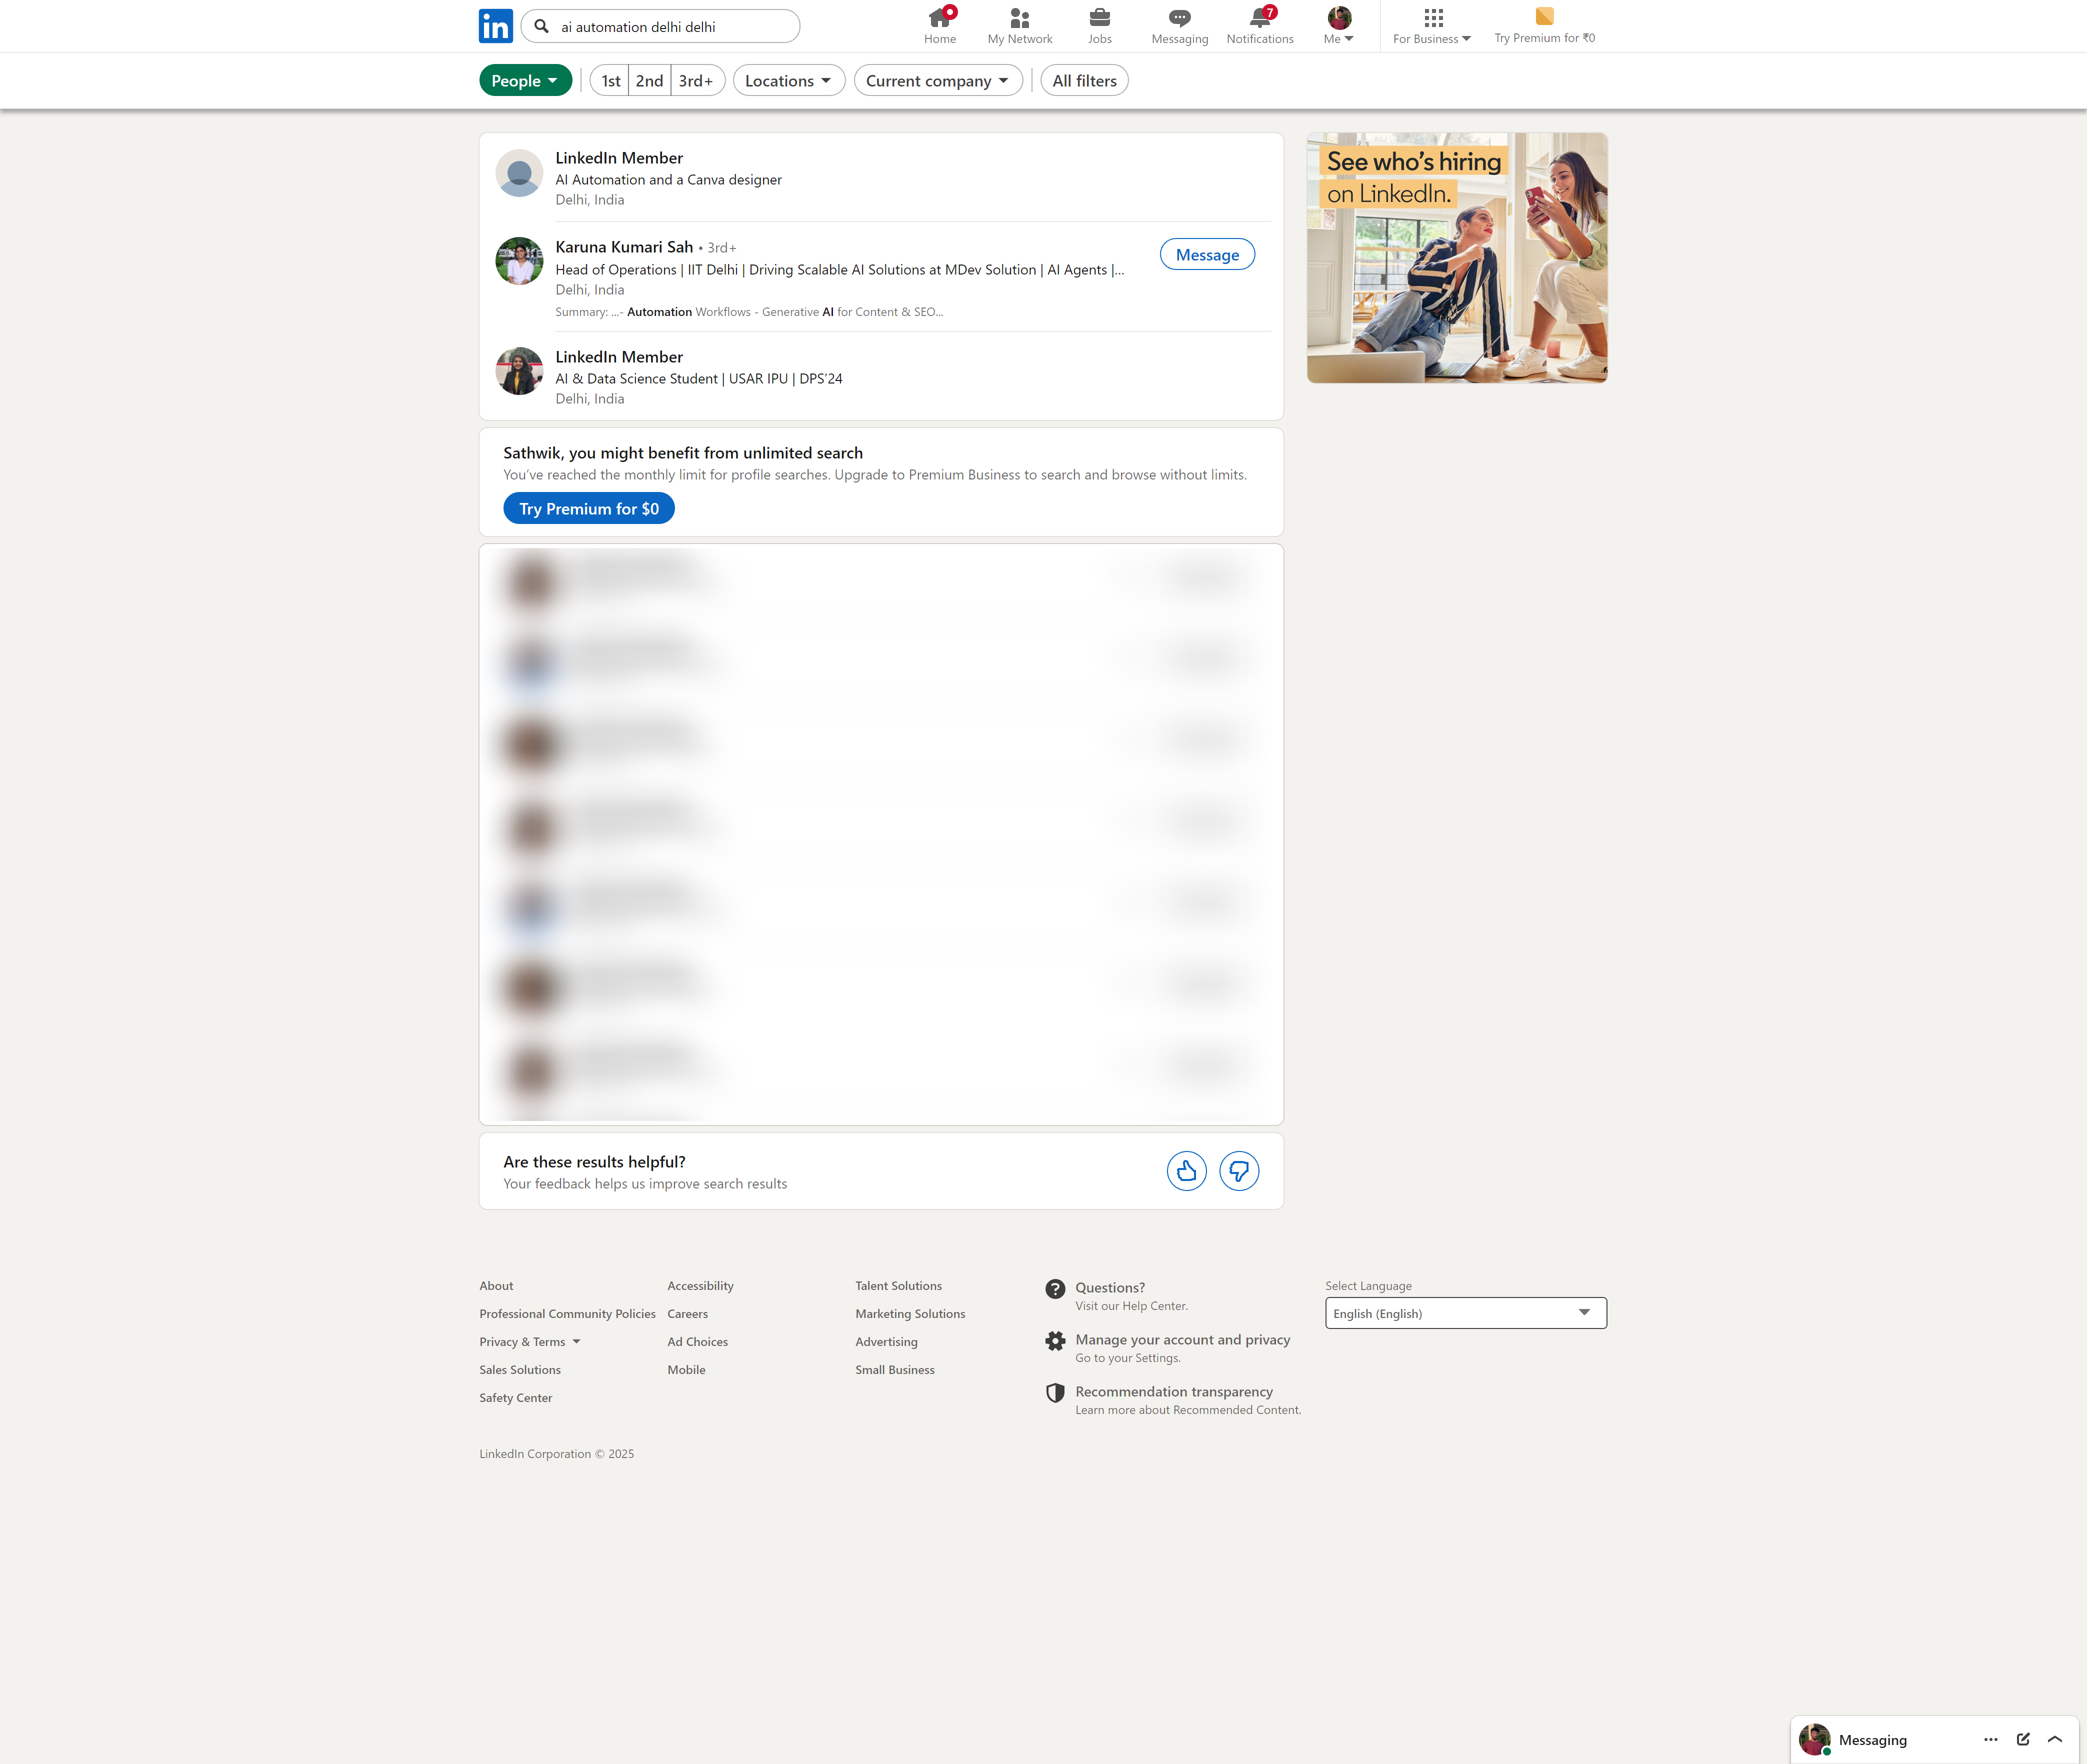 in
ai automation delhi delhi
Home
My Network
Jobs
Messaging
7
Notifications
Me
For Business
Try Premium for ₹0
People
1st
2nd
3rd+
Locations
Current company
All filters
LinkedIn Member
AI Automation and a Canva designer
Delhi, India
Karuna Kumari Sah • 3rd+
Head of Operations | IIT Delhi | Driving Scalable AI Solutions at MDev Solution | AI Agents |...
Delhi, India
Summary: ...- Automation Workflows - Generative AI for Content & SEO...
Message
LinkedIn Member
AI & Data Science Student | USAR IPU | DPS'24
Delhi, India
See who's hiring
on LinkedIn.
Sathwik, you might benefit from unlimited search
You've reached the monthly limit for profile searches. Upgrade to Premium Business to search and browse without limits.
Try Premium for $0
Are these results helpful?
Your feedback helps us improve search results
About
Professional Community Policies
Privacy & Terms
Sales Solutions
Safety Center
Accessibility
Careers
Ad Choices
Mobile
Talent Solutions
Marketing Solutions
Advertising
Small Business
Questions?
Visit our Help Center.
Manage your account and privacy
Go to your Settings.
Recommendation transparency
Learn more about Recommended Content.
Select Language
English (English)
LinkedIn Corporation © 2025
Messaging